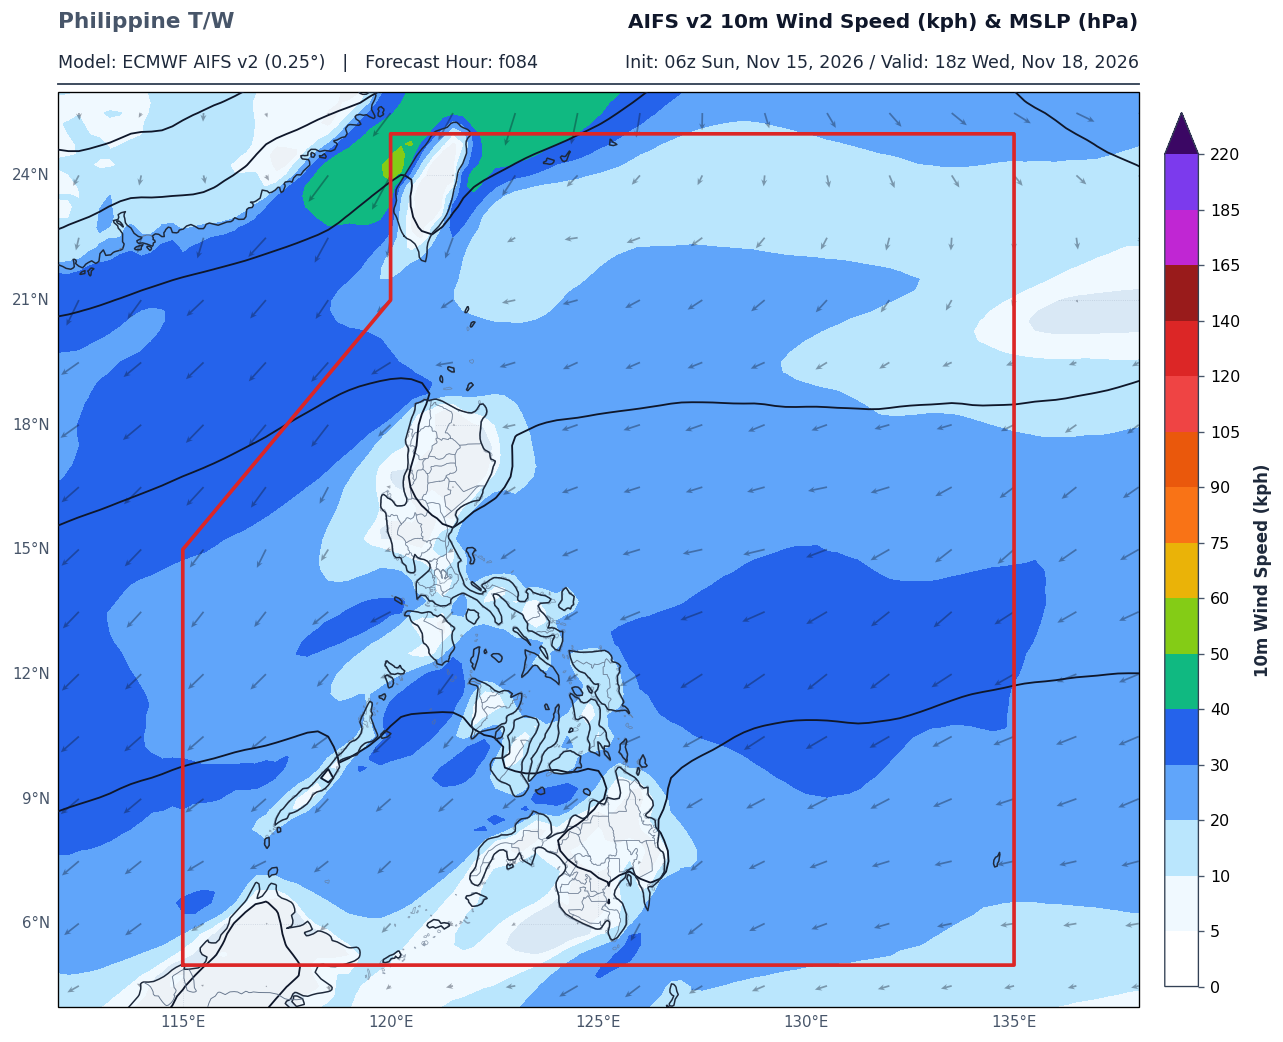 Philippine T/W
AIFS v2 10m Wind Speed (kph) & MSLP (hPa)
Model: ECMWF AIFS v2 (0.25°) | Forecast Hour: f084
Init: 06z Sun, Nov 15, 2026 / Valid: 18z Wed, Nov 18, 2026
24°N
21°N
18°N
15°N
12°N
9°N
6°N
115°E
120°E
125°E
130°E
135°E
220
185
165
140
120
105
90
75
60
50
40
30
20
10
5
0
10m Wind Speed (kph)